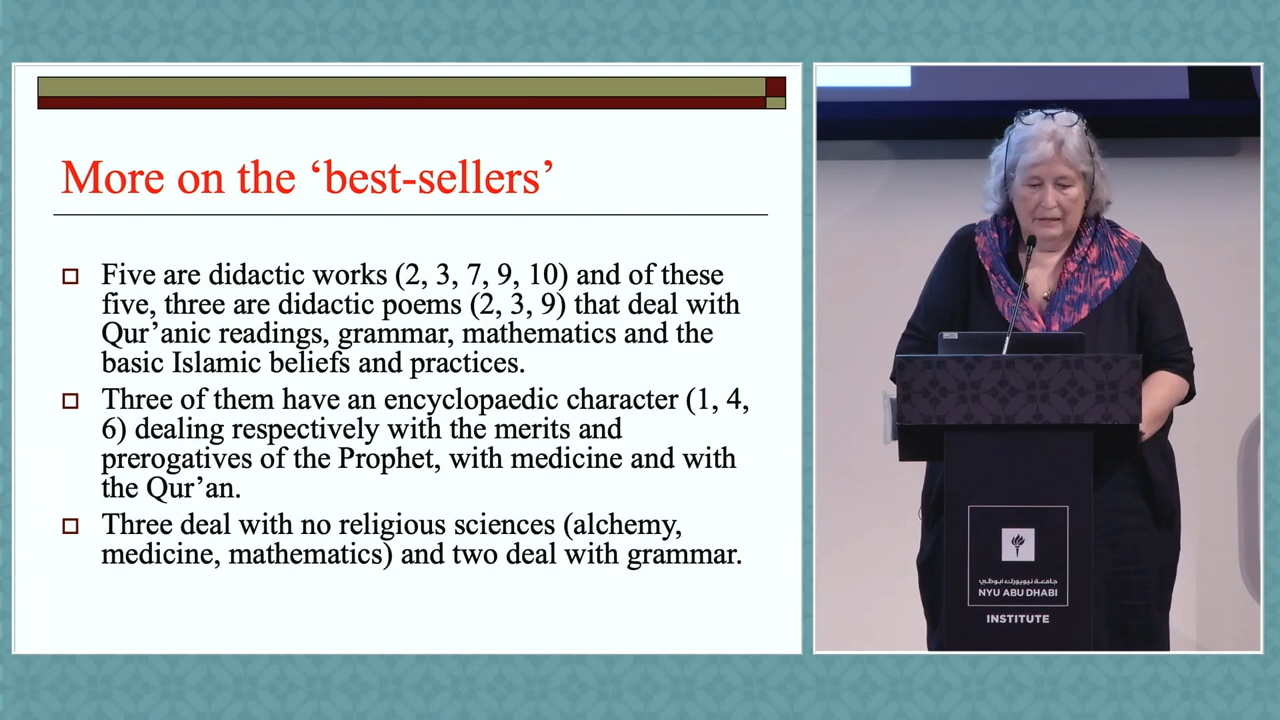 More on the ‘best-sellers’
Five are didactic works (2, 3, 7, 9, 10) and of these
five, three are didactic poems (2, 3, 9) that deal with
Qur’anic readings, grammar, mathematics and the
basic Islamic beliefs and practices.
Three of them have an encyclopaedic character (1, 4,
6) dealing respectively with the merits and
prerogatives of the Prophet, with medicine and with
the Qur’an.
Three deal with no religious sciences (alchemy,
medicine, mathematics) and two deal with grammar.
جامعة نيويورك أبوظبي
NYU ABU DHABI
INSTITUTE